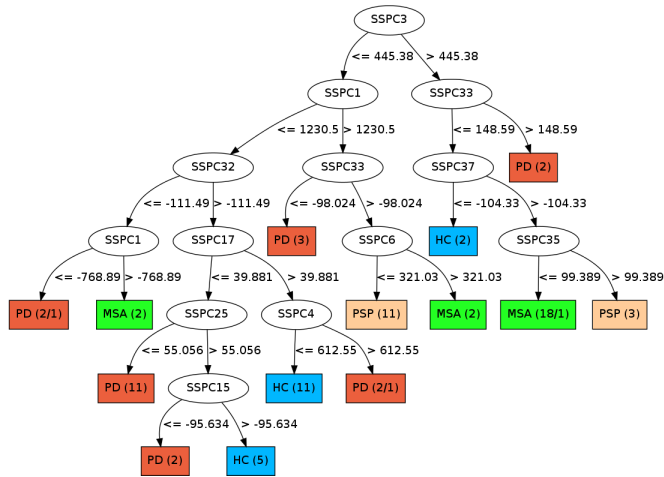 SSPC3
<= 445.38 > 445.38
SSPC1 SSPC33
<= 1230.5 > 1230.5 <= 148.59 > 148.59
SSPC32 SSPC33 SSPC37 PD (2)
<= -111.49 > -111.49 <= -98.024 > -98.024 <= -104.33 > -104.33
SSPC1 SSPC17 PD (3) SSPC6 HC (2) SSPC35
<= -768.89 > -768.89 <= 39.881 > 39.881 <= 321.03 > 321.03 <= 99.389 > 99.389
PD (2/1) MSA (2) SSPC25 SSPC4 PSP (11) MSA (2) MSA (18/1) PSP (3)
<= 55.056 > 55.056 <= 612.55 > 612.55
PD (11) SSPC15 HC (11) PD (2/1)
<= -95.634 > -95.634
PD (2) HC (5)